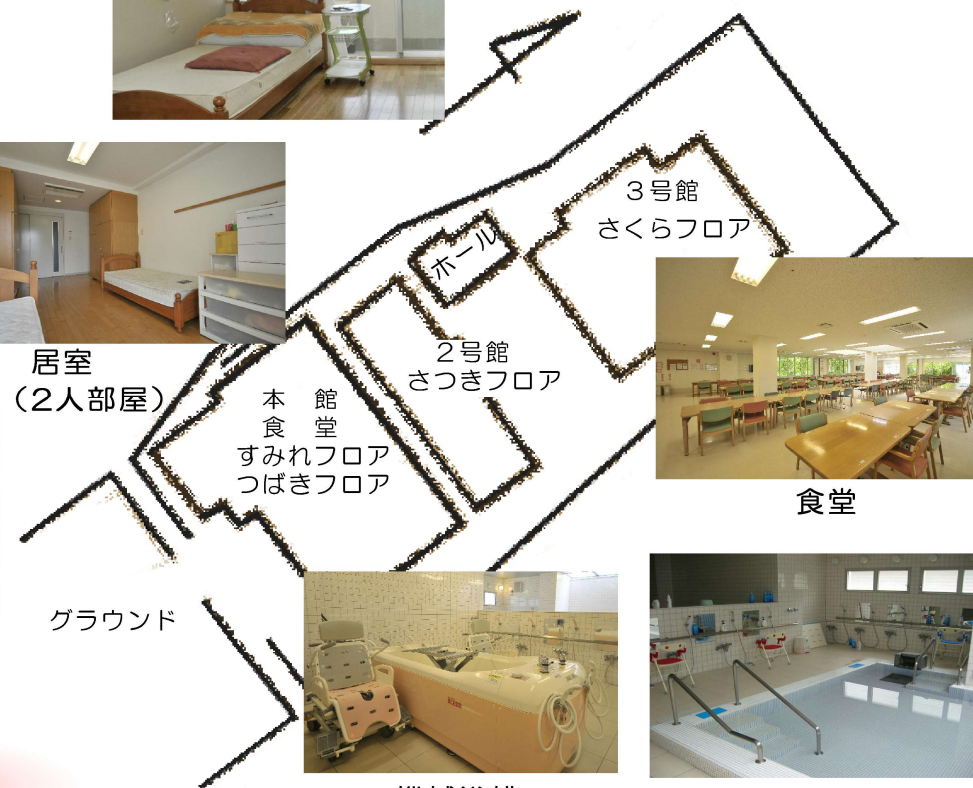 ３号館
さくらフロア
ホール
２号館
さつきフロア
居室
（2人部屋）
本　館
食　堂
すみれフロア
つばきフロア
食堂
グラウンド